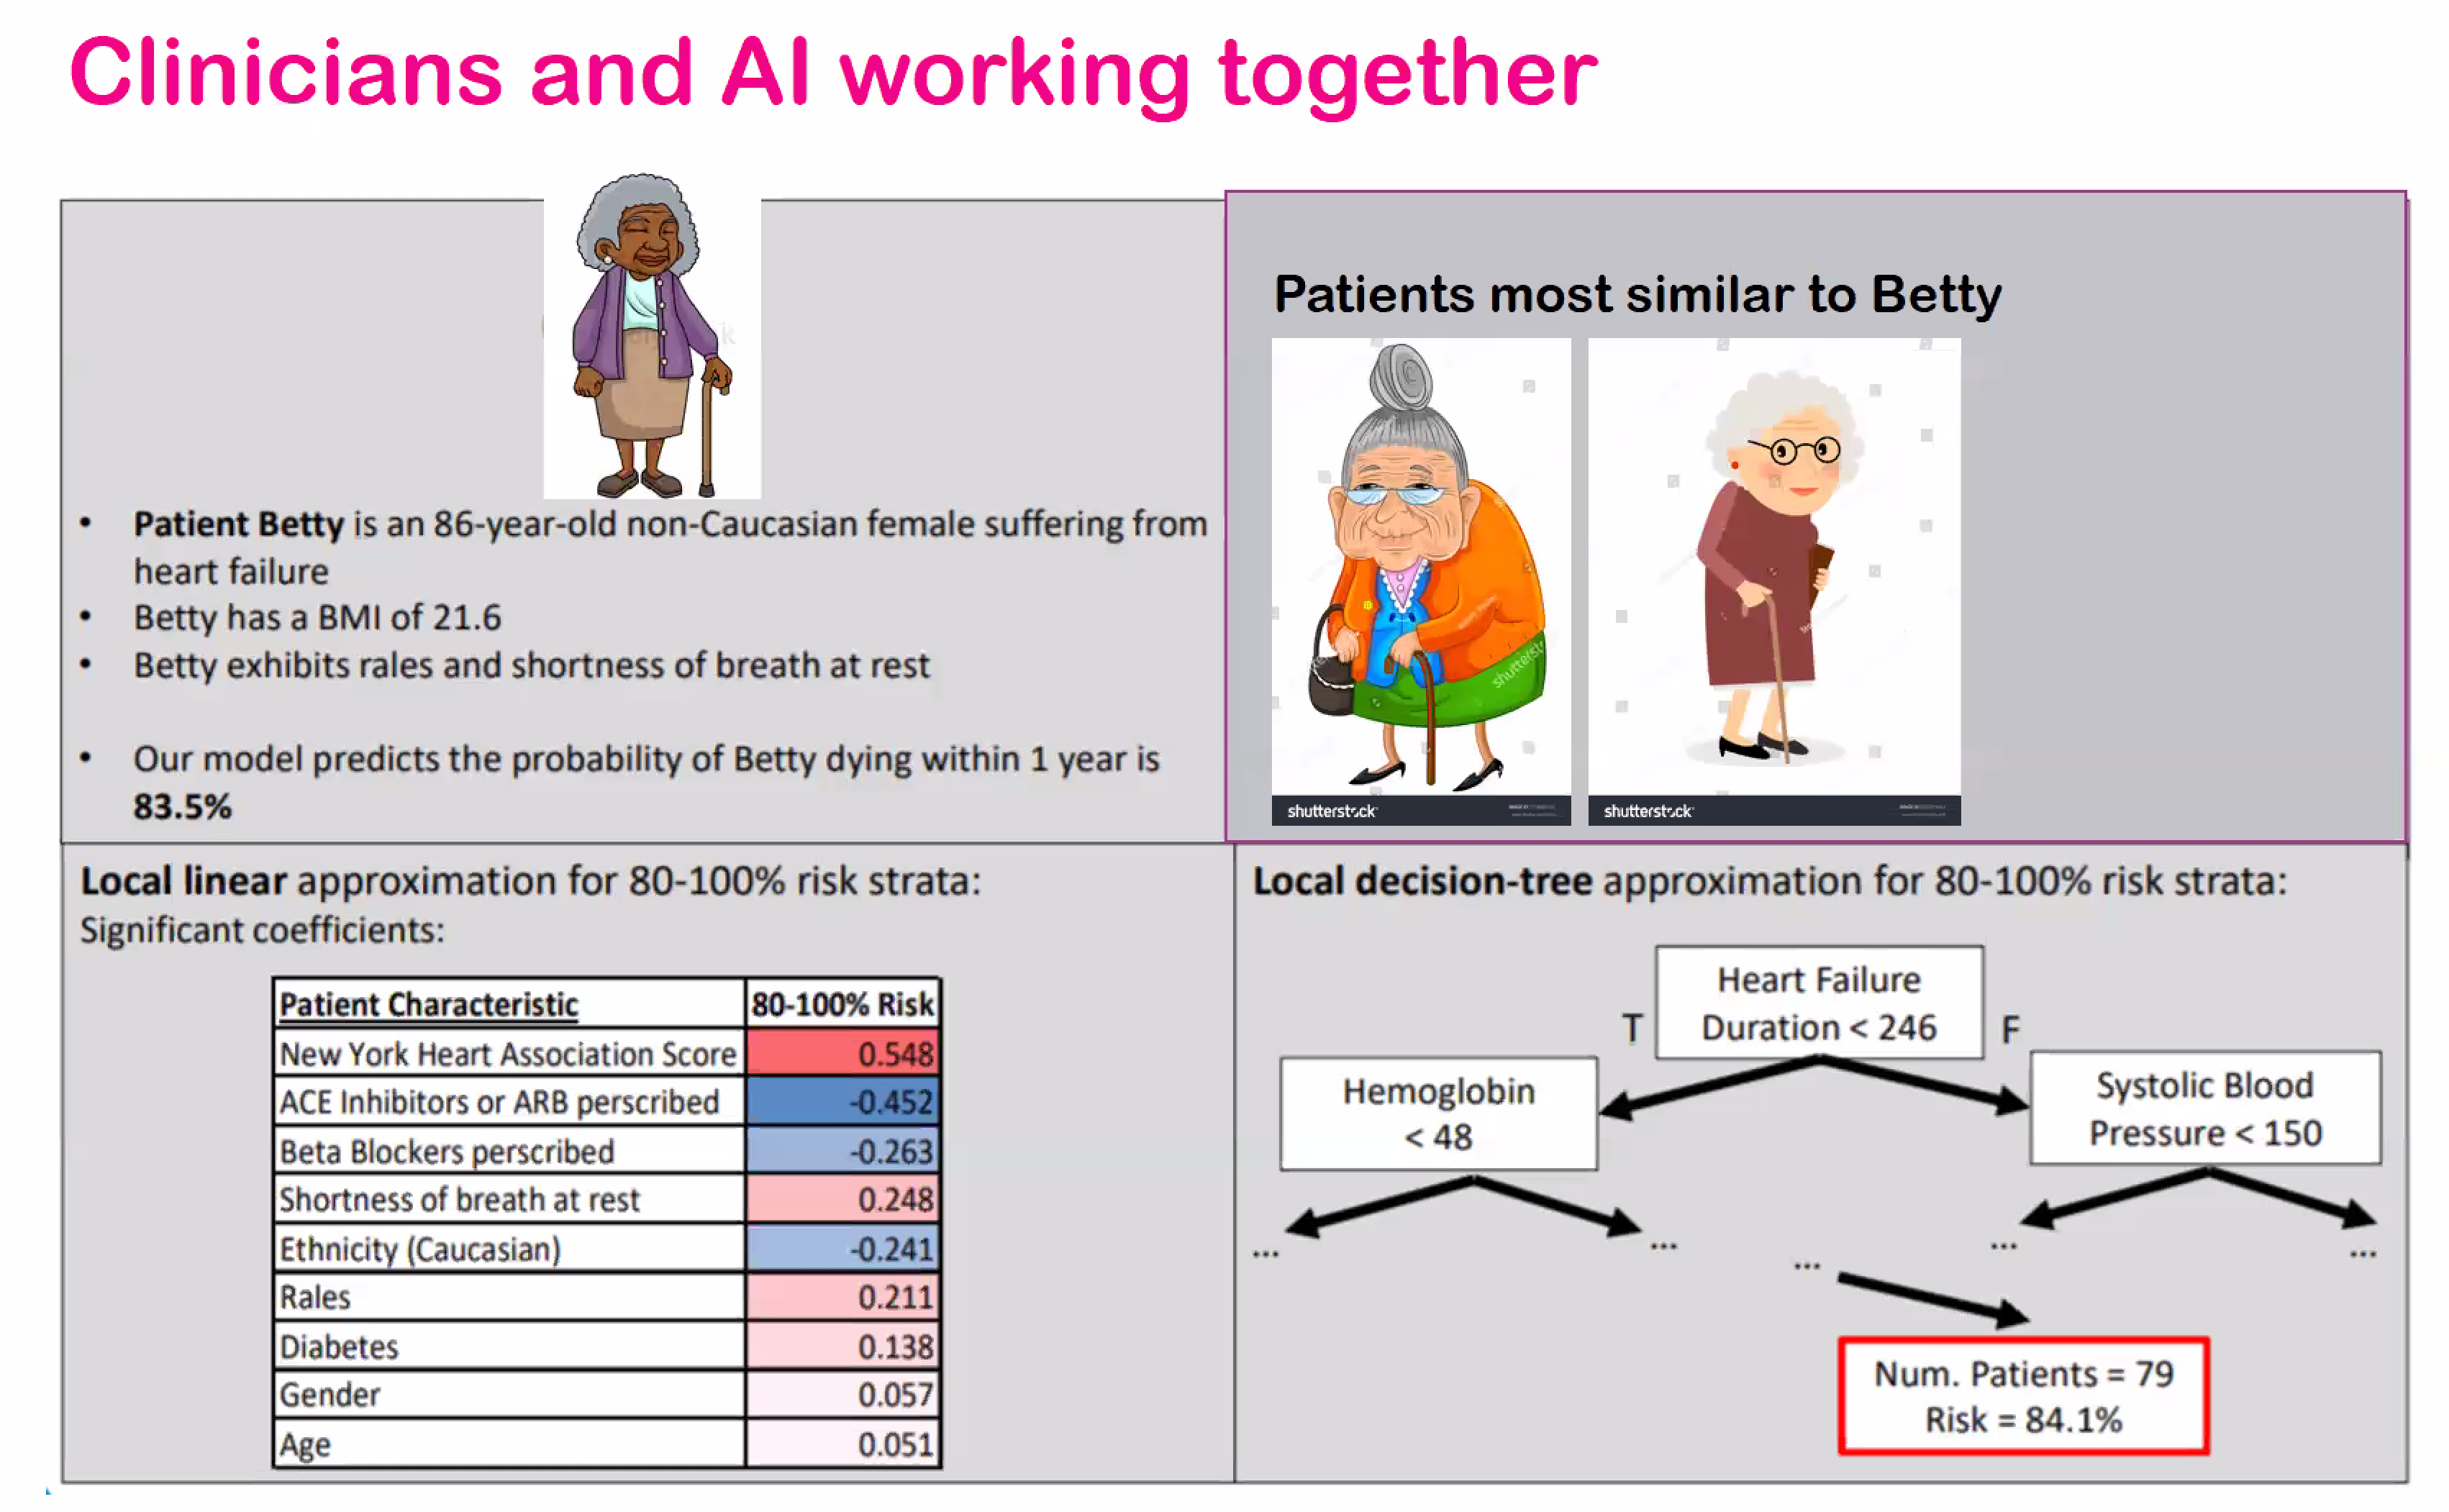 Clinicians and AI working together
• Patient Betty is an 86-year-old non-Caucasian female suffering from
heart failure
• Betty has a BMI of 21.6
• Betty exhibits rales and shortness of breath at rest
• Our model predicts the probability of Betty dying within 1 year is
83.5%
Patients most similar to Betty
shutterstock
shutterstock
shutterstock
Local linear approximation for 80-100% risk strata:
Significant coefficients:
Patient Characteristic 80-100% Risk
New York Heart Association Score 0.548
ACE Inhibitors or ARB perscribed -0.452
Beta Blockers perscribed -0.263
Shortness of breath at rest 0.248
Ethnicity (Caucasian) -0.241
Rales 0.211
Diabetes 0.138
Gender 0.057
Age 0.051
Local decision-tree approximation for 80-100% risk strata:
Heart Failure
Duration < 246
T
F
Hemoglobin
< 48
Systolic Blood
Pressure < 150
...
...
...
...
...
Num. Patients = 79
Risk = 84.1%